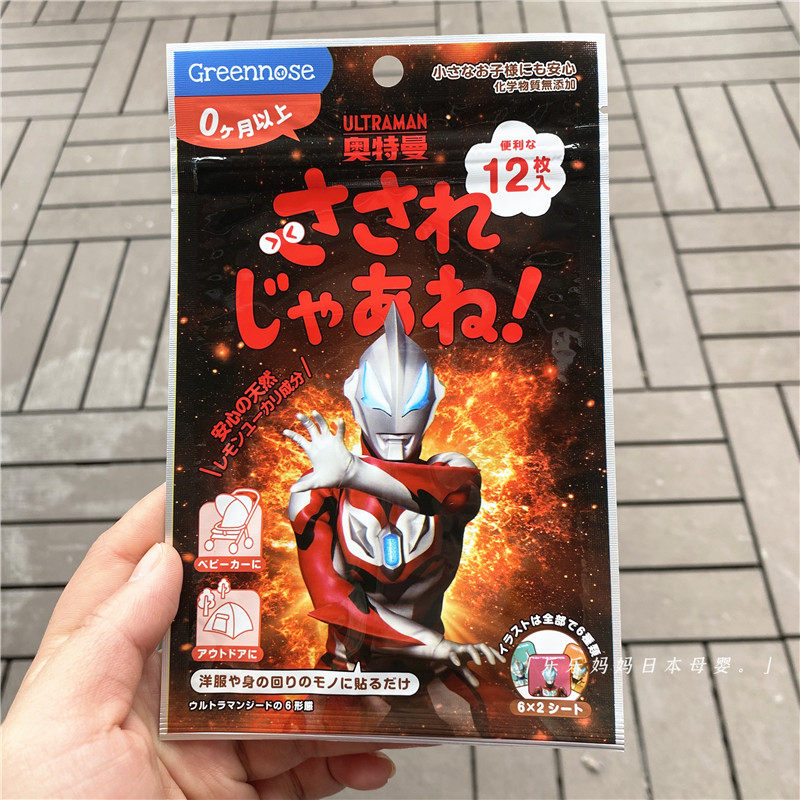 Greennose
0ヶ月以上
小さなお子様にも安心
化学物質無添加
ULTRAMAN
奥特曼
便利な
12枚入
さされ
じゃあね!
安心の天然
レモンユーカリ成分
ベビーカーに
アウトドアに
イラストは全部で6種類
6×2シート
洋服や身の回りのモノに貼るだけ
ウルトラマンジードの6形態
「乐乐妈妈日本母婴。」